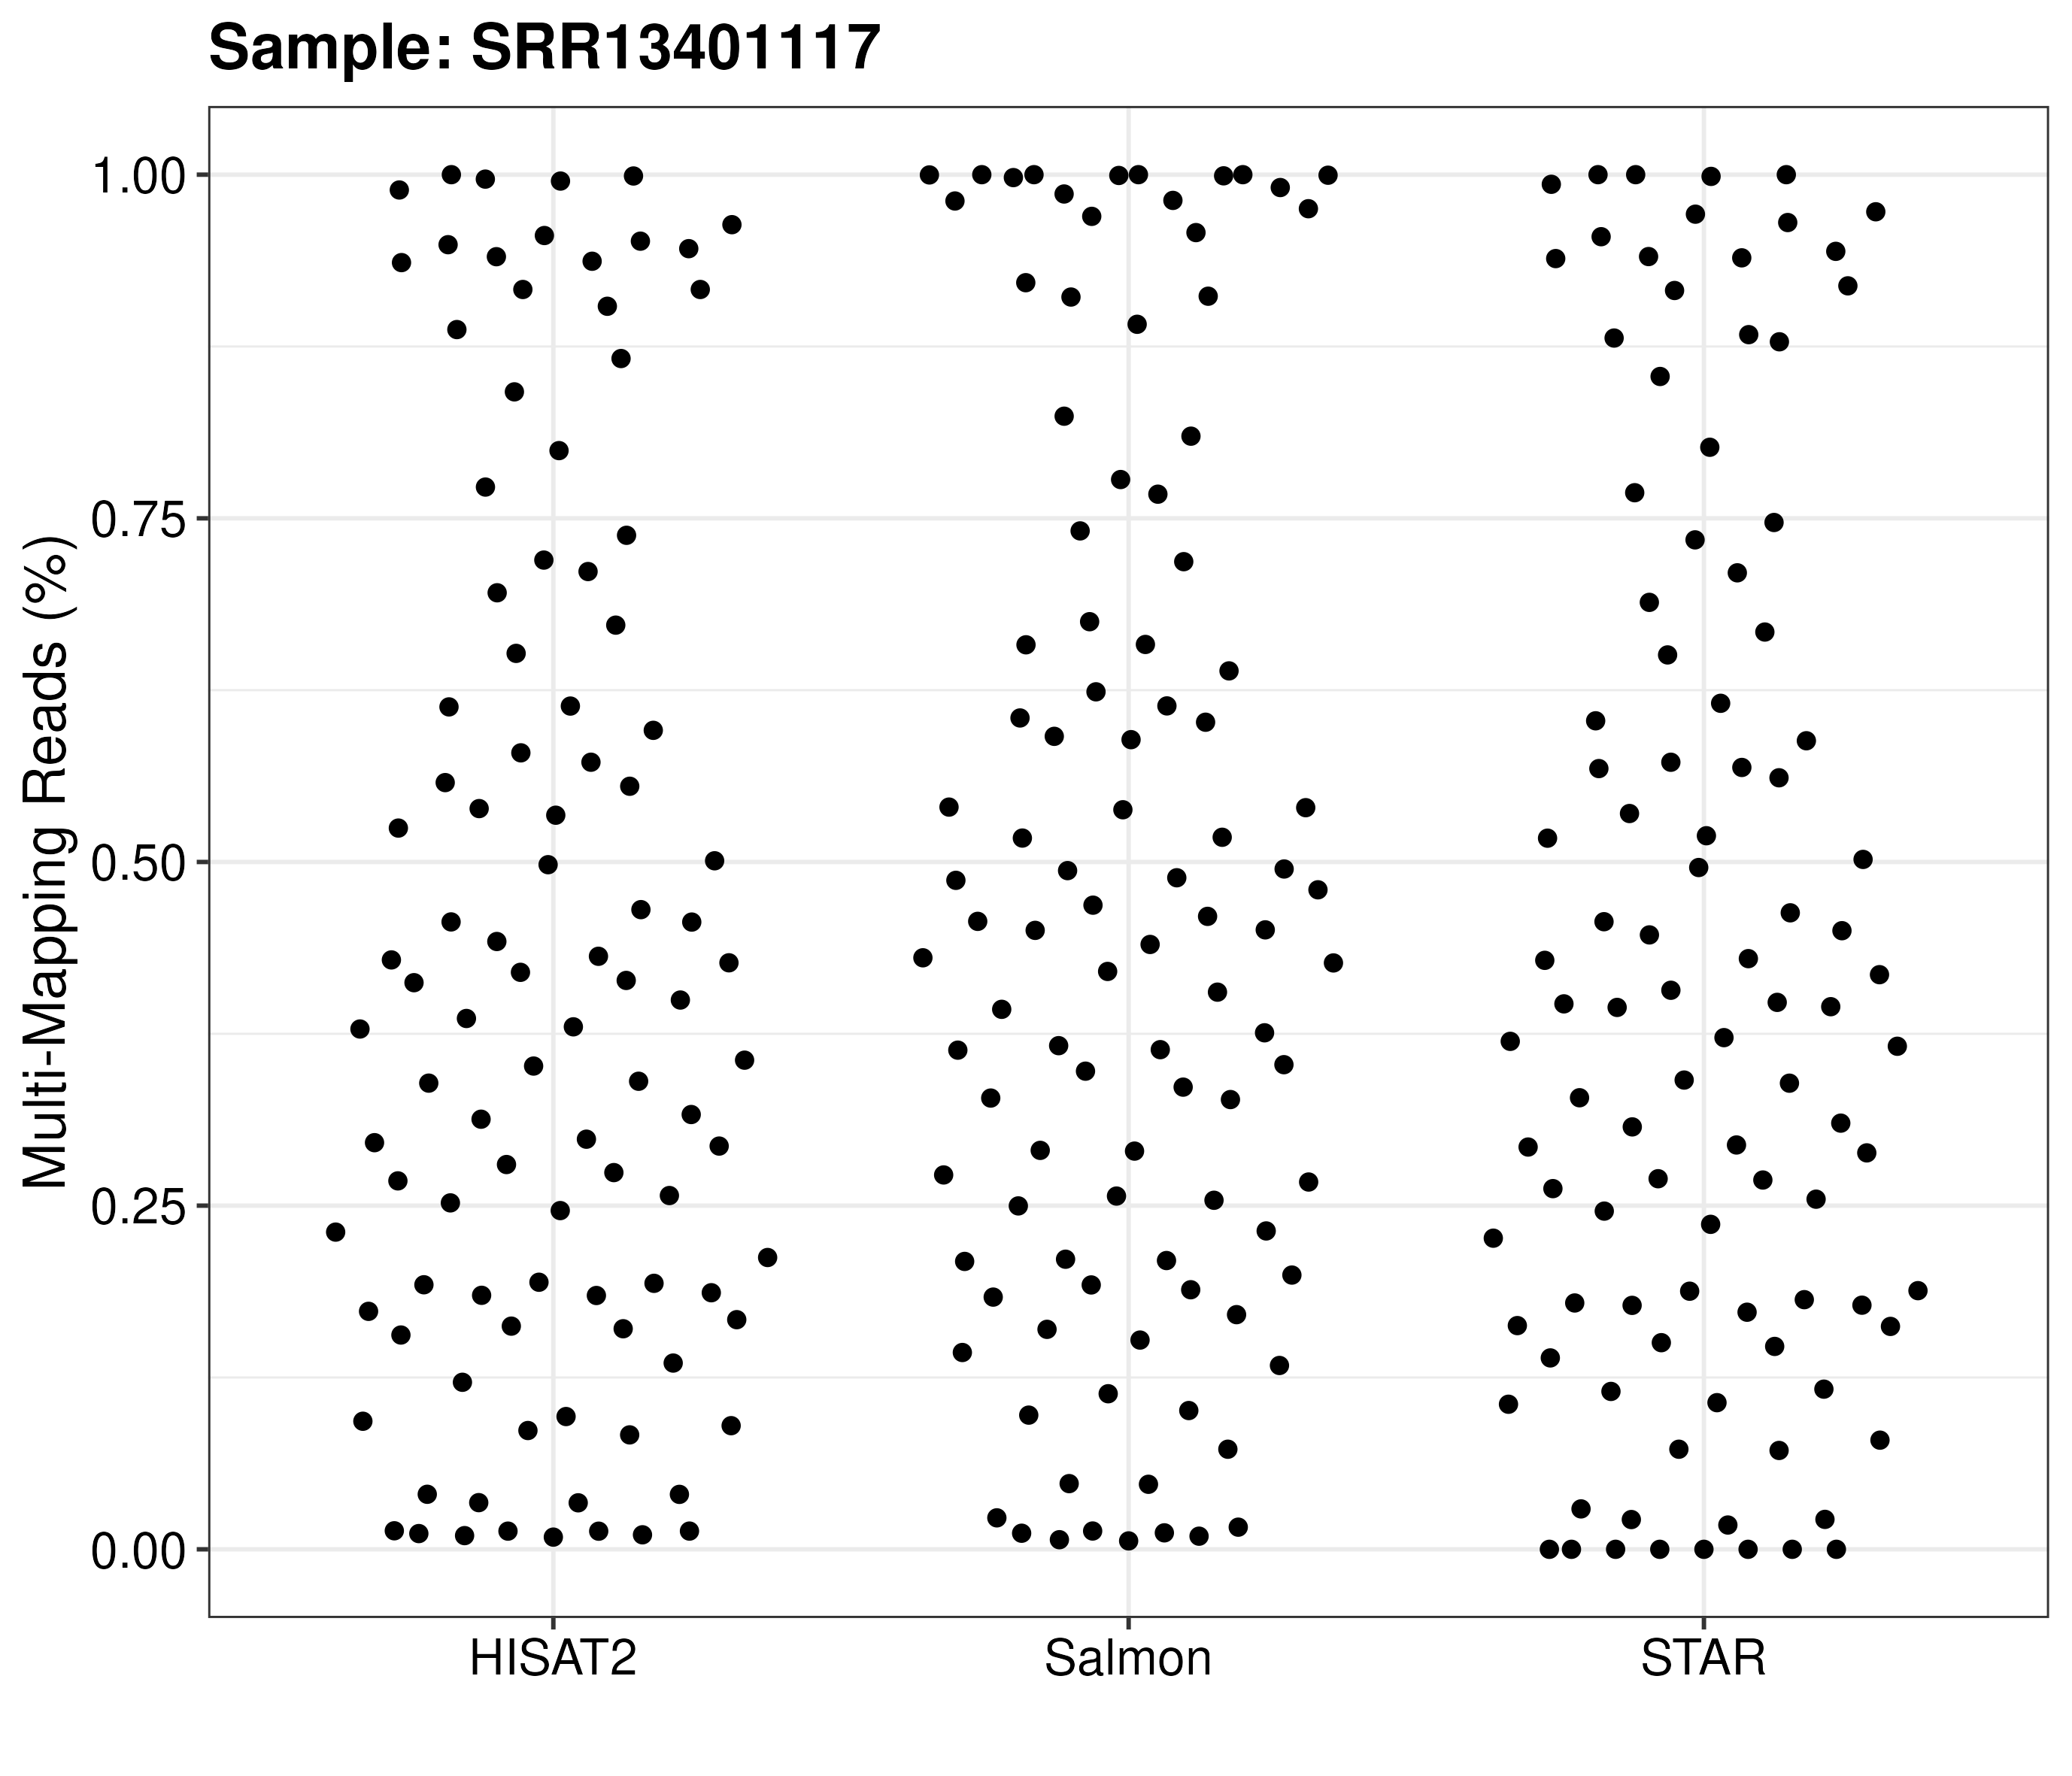 Sample: SRR13401117
Multi-Mapping Reads (%)
1.00
0.75
0.50
0.25
0.00
HISAT2
Salmon
STAR